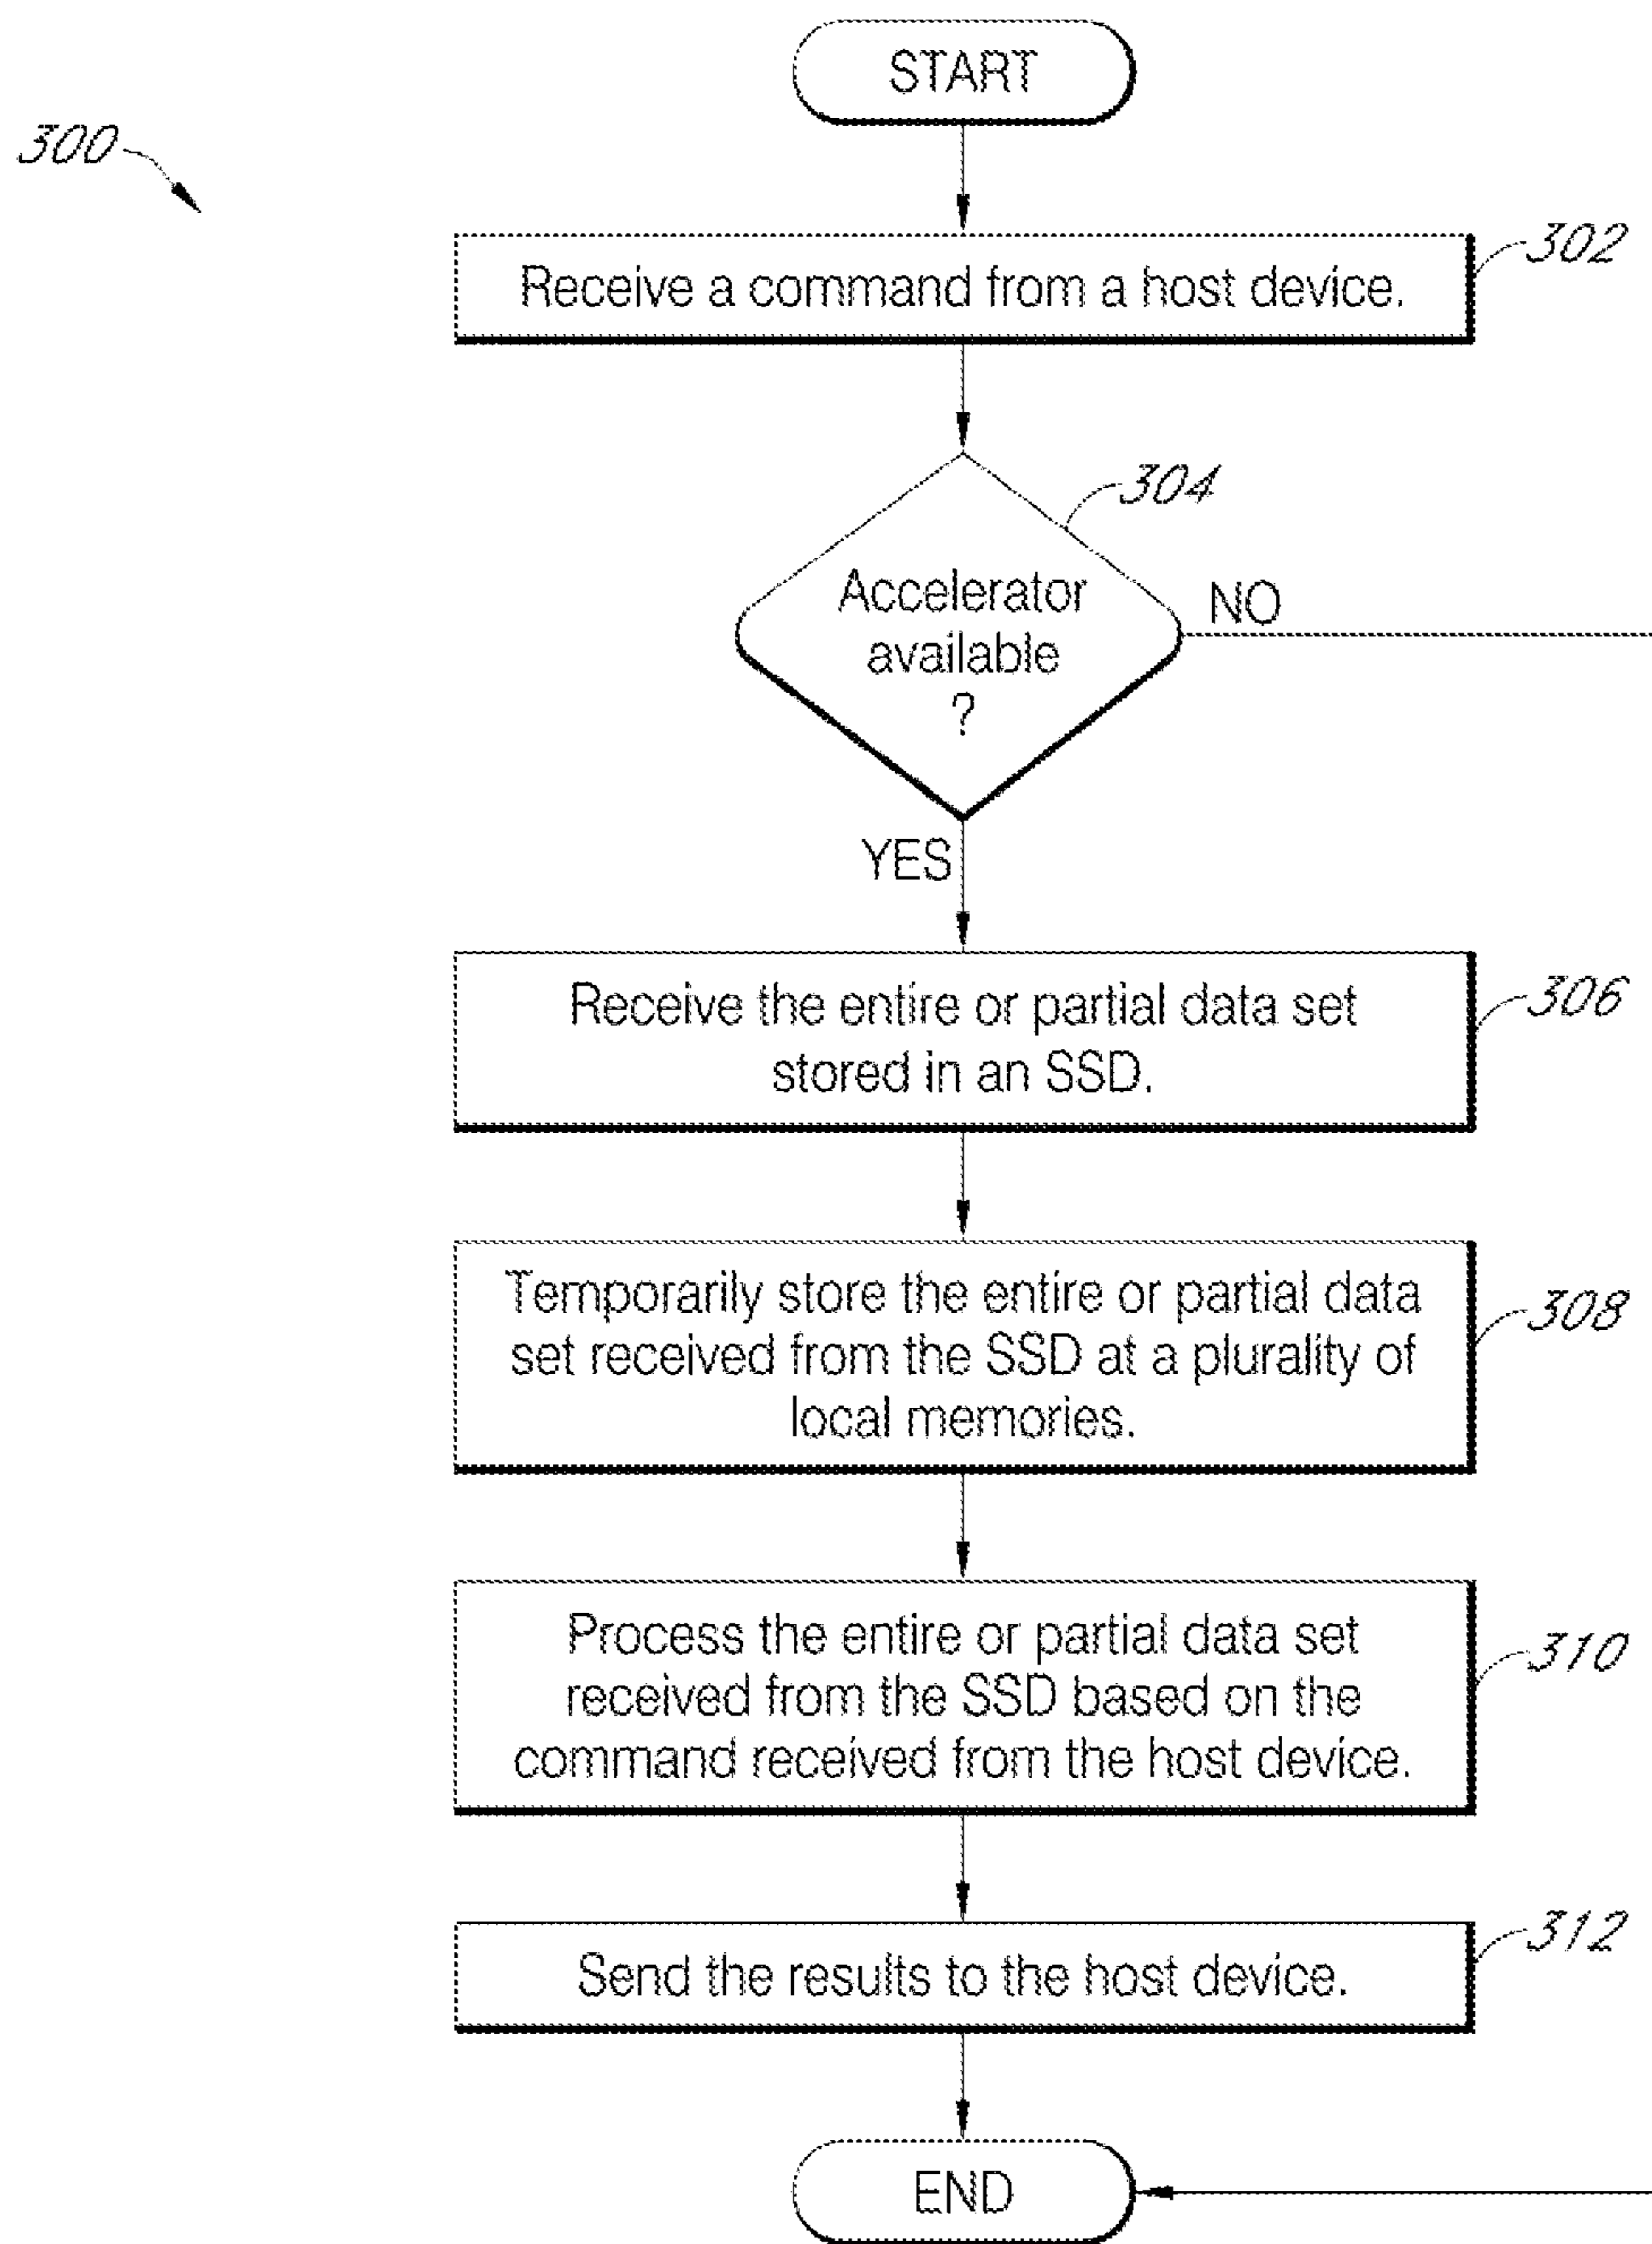 START
300
Receive a command from a host device.
302
304
Accelerator
available
?
NO
YES
Receive the entire or partial data set
stored in an SSD.
306
Temporarily store the entire or partial data
set received from the SSD at a plurality of
local memories.
308
Process the entire or partial data set
received from the SSD based on the
command received from the host device.
310
Send the results to the host device.
312
END